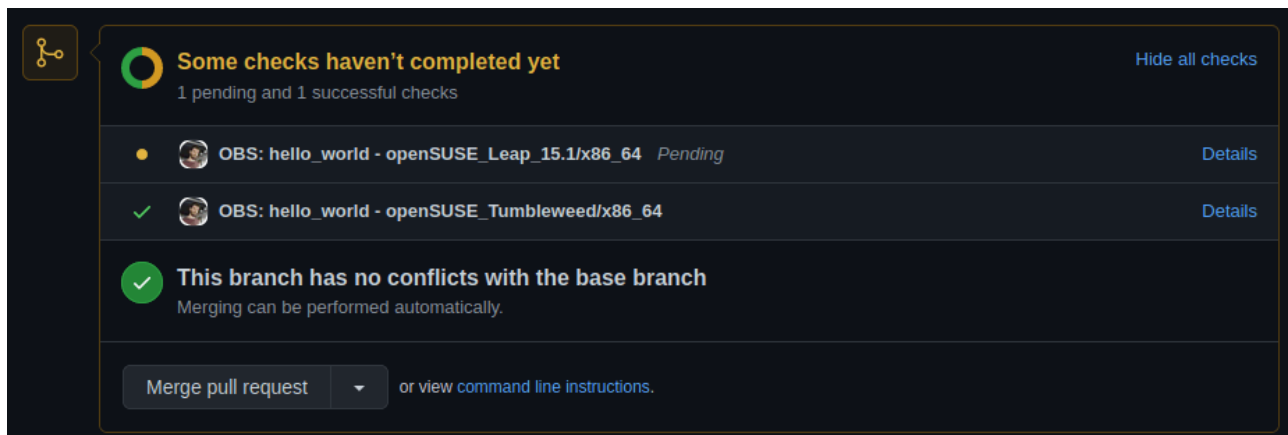 Some checks haven’t completed yet
Hide all checks
1 pending and 1 successful checks
OBS: hello_world - openSUSE_Leap_15.1/x86_64 Pending
Details
OBS: hello_world - openSUSE_Tumbleweed/x86_64
Details
This branch has no conflicts with the base branch
Merging can be performed automatically.
Merge pull request
or view command line instructions.